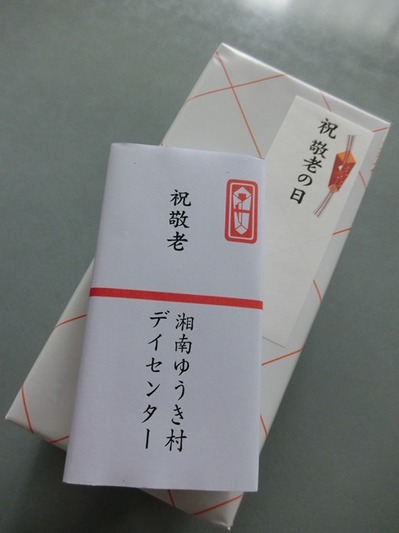 祝敬老
湘南ゆうき村
デイセンター
祝 敬老の日